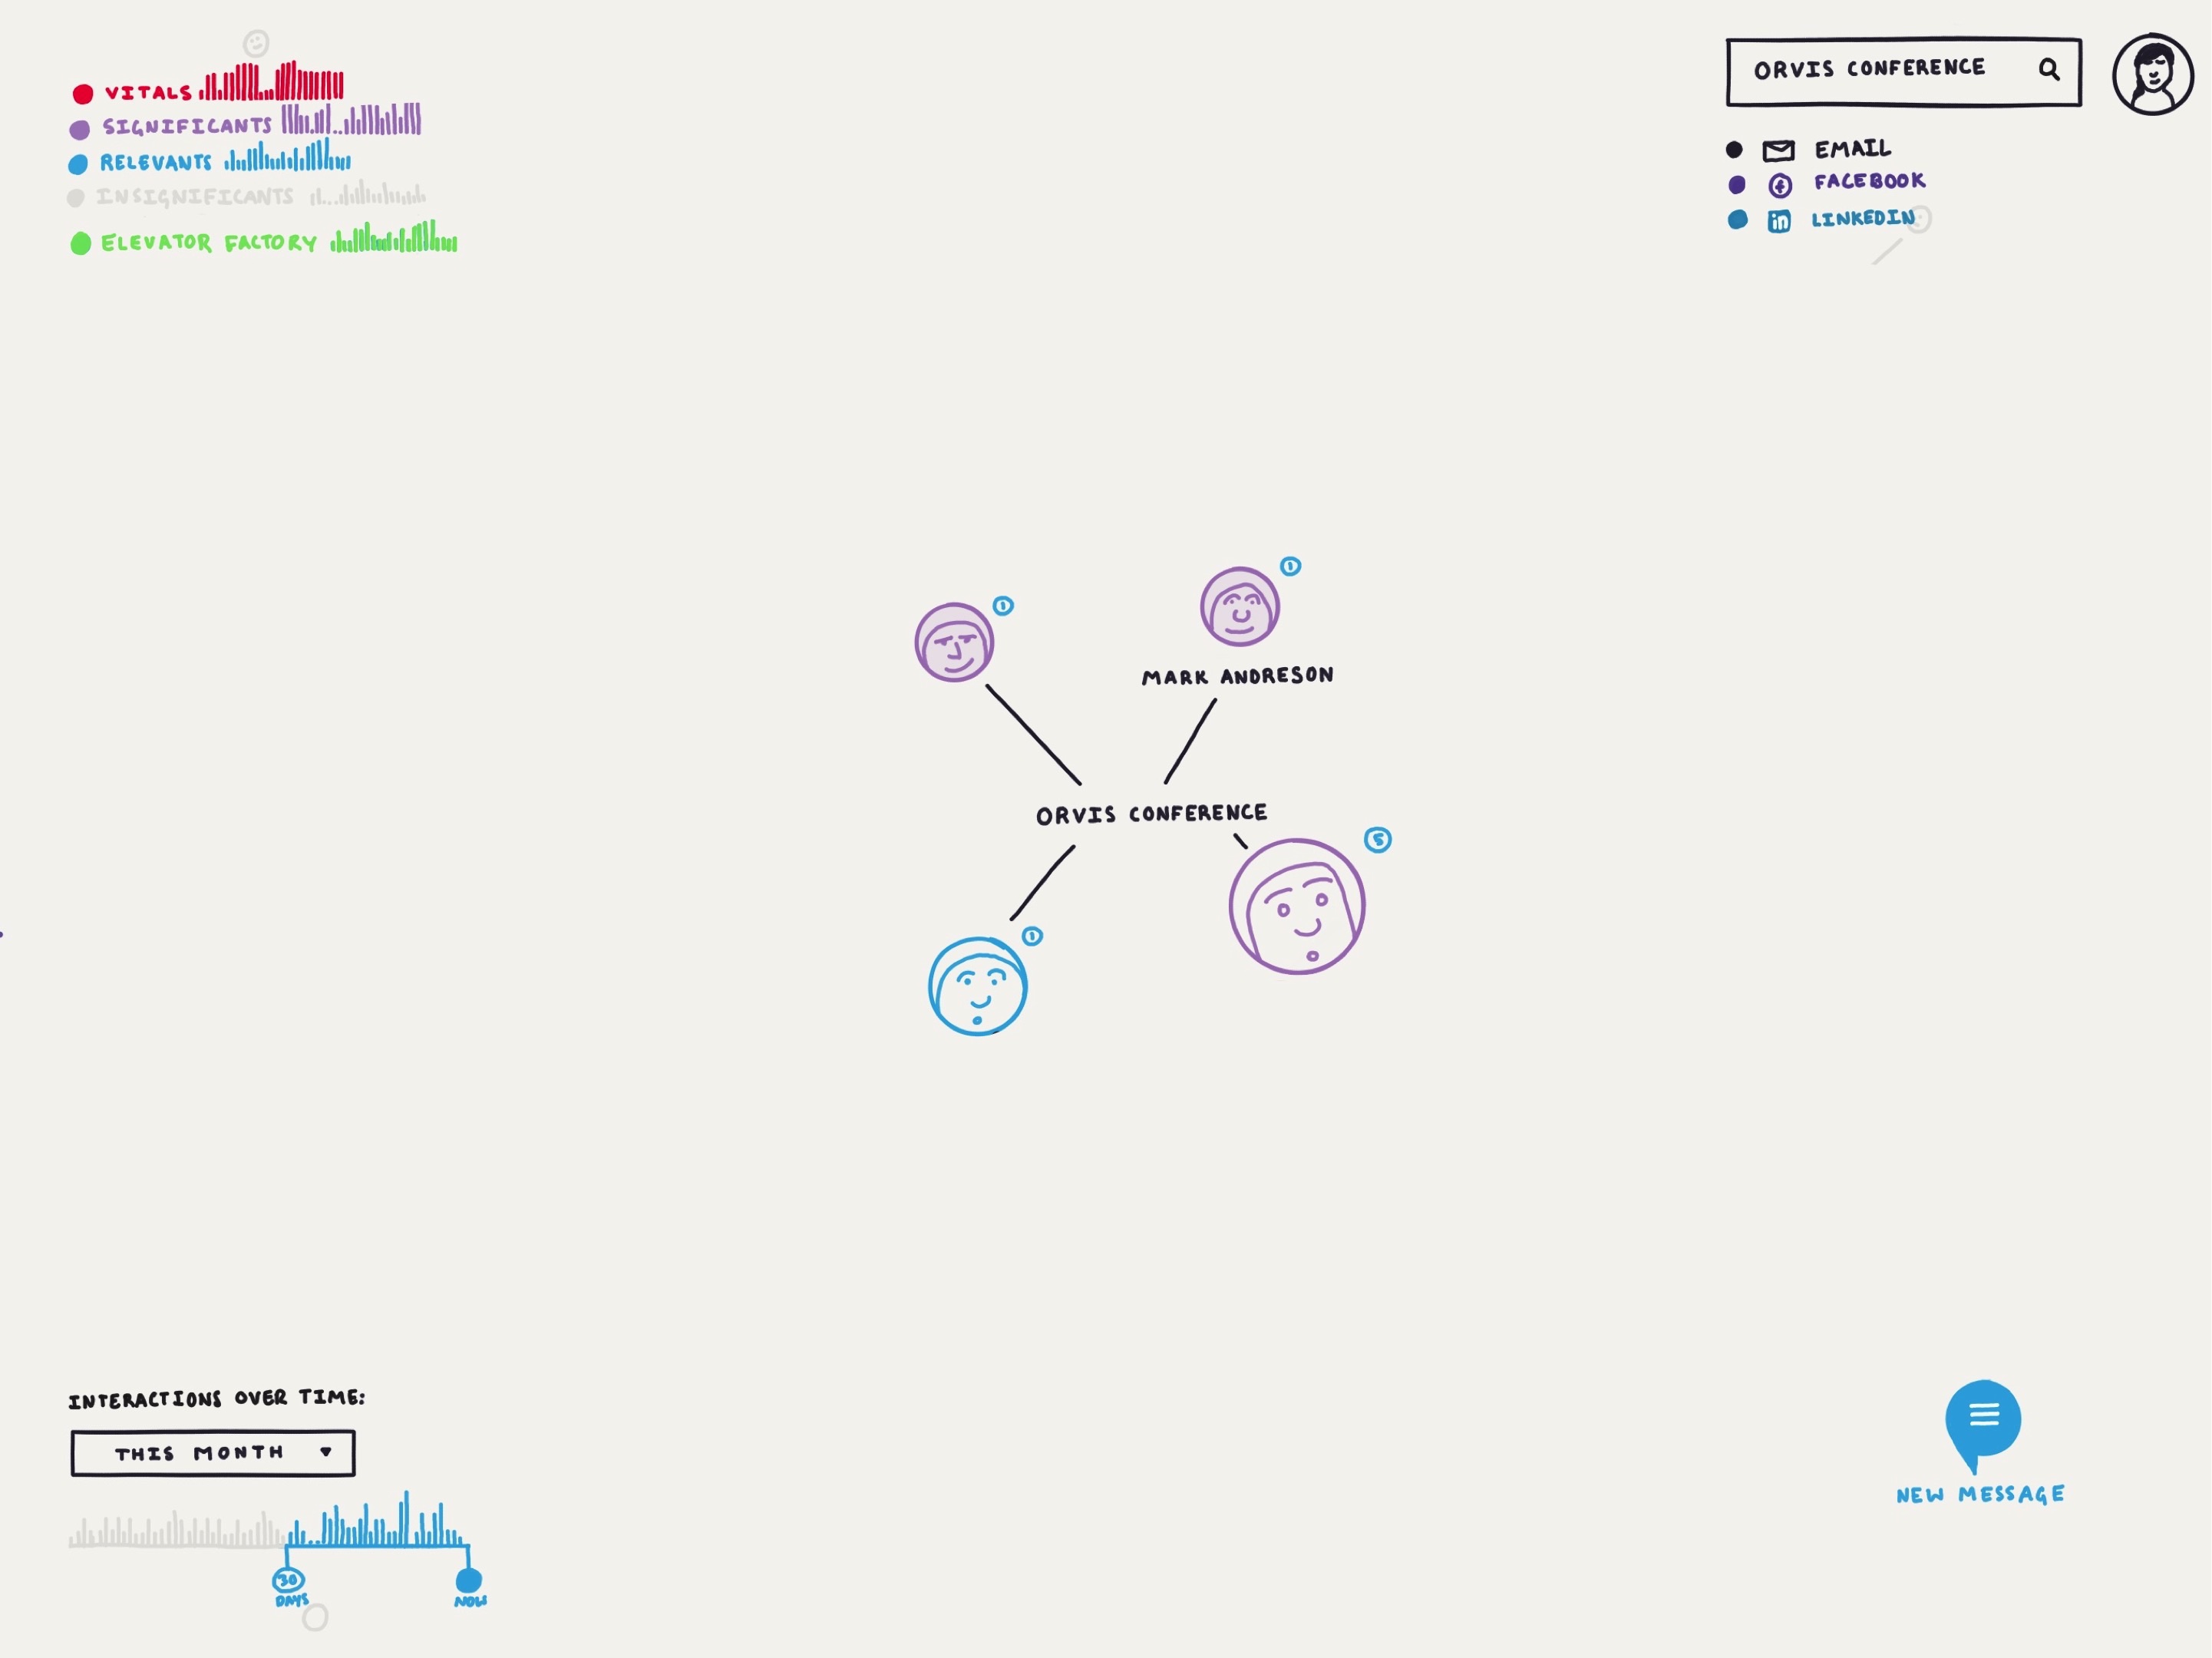 VITALS
SIGNIFICANTS
RELEVANTS
INSIGNIFICANTS
ELEVATOR FACTORY
ORVIS CONFERENCE
EMAIL
FACEBOOK
in LINKEDIN
1
1
MARK ANDRESON
ORVIS CONFERENCE
5
1
INTERACTIONS OVER TIME:
THIS MONTH
30
DAYS
NOW
NEW MESSAGE